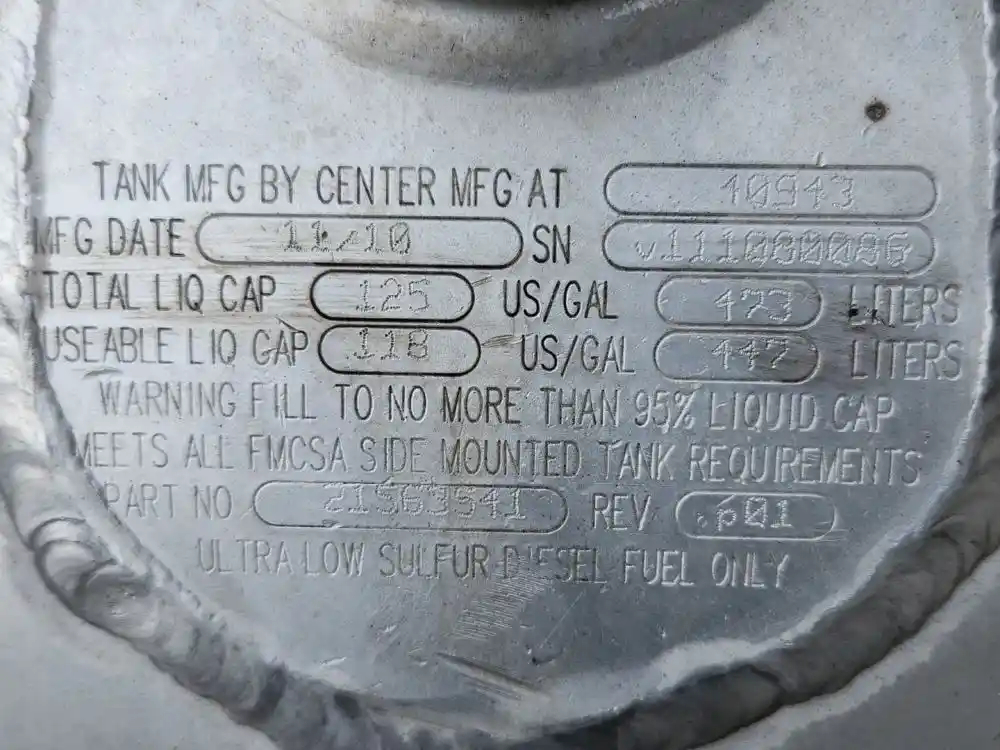 TANK MFG BY CENTER MFG AT 40943
MFG DATE 11/10 SN v111080086
TOTAL LIQ CAP 125 US/GAL 473 LITERS
USEABLE LIQ CAP 118 US/GAL 447 LITERS
WARNING FILL TO NO MORE THAN 95% LIQUID CAP
MEETS ALL FMCSA SIDE MOUNTED TANK REQUIREMENTS
PART NO 21563541 REV p01
ULTRA LOW SULFUR DIESEL FUEL ONLY